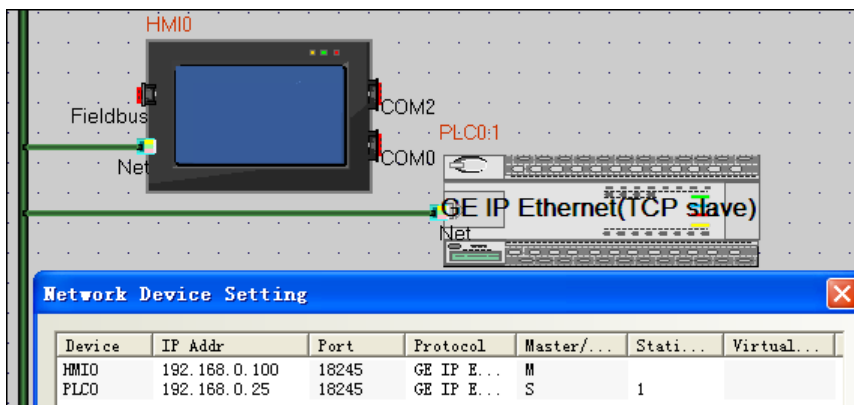 HMI0
Fieldbus
COM2
PLC0:1
Net
COM0
GE IP Ethernet(TCP slave)
Net
Network Device Setting
Device IP Addr Port Protocol Master/... Stati... Virtual...
HMI0 192.168.0.100 18245 GE IP E... M
PLC0 192.168.0.25 18245 GE IP E... S 1